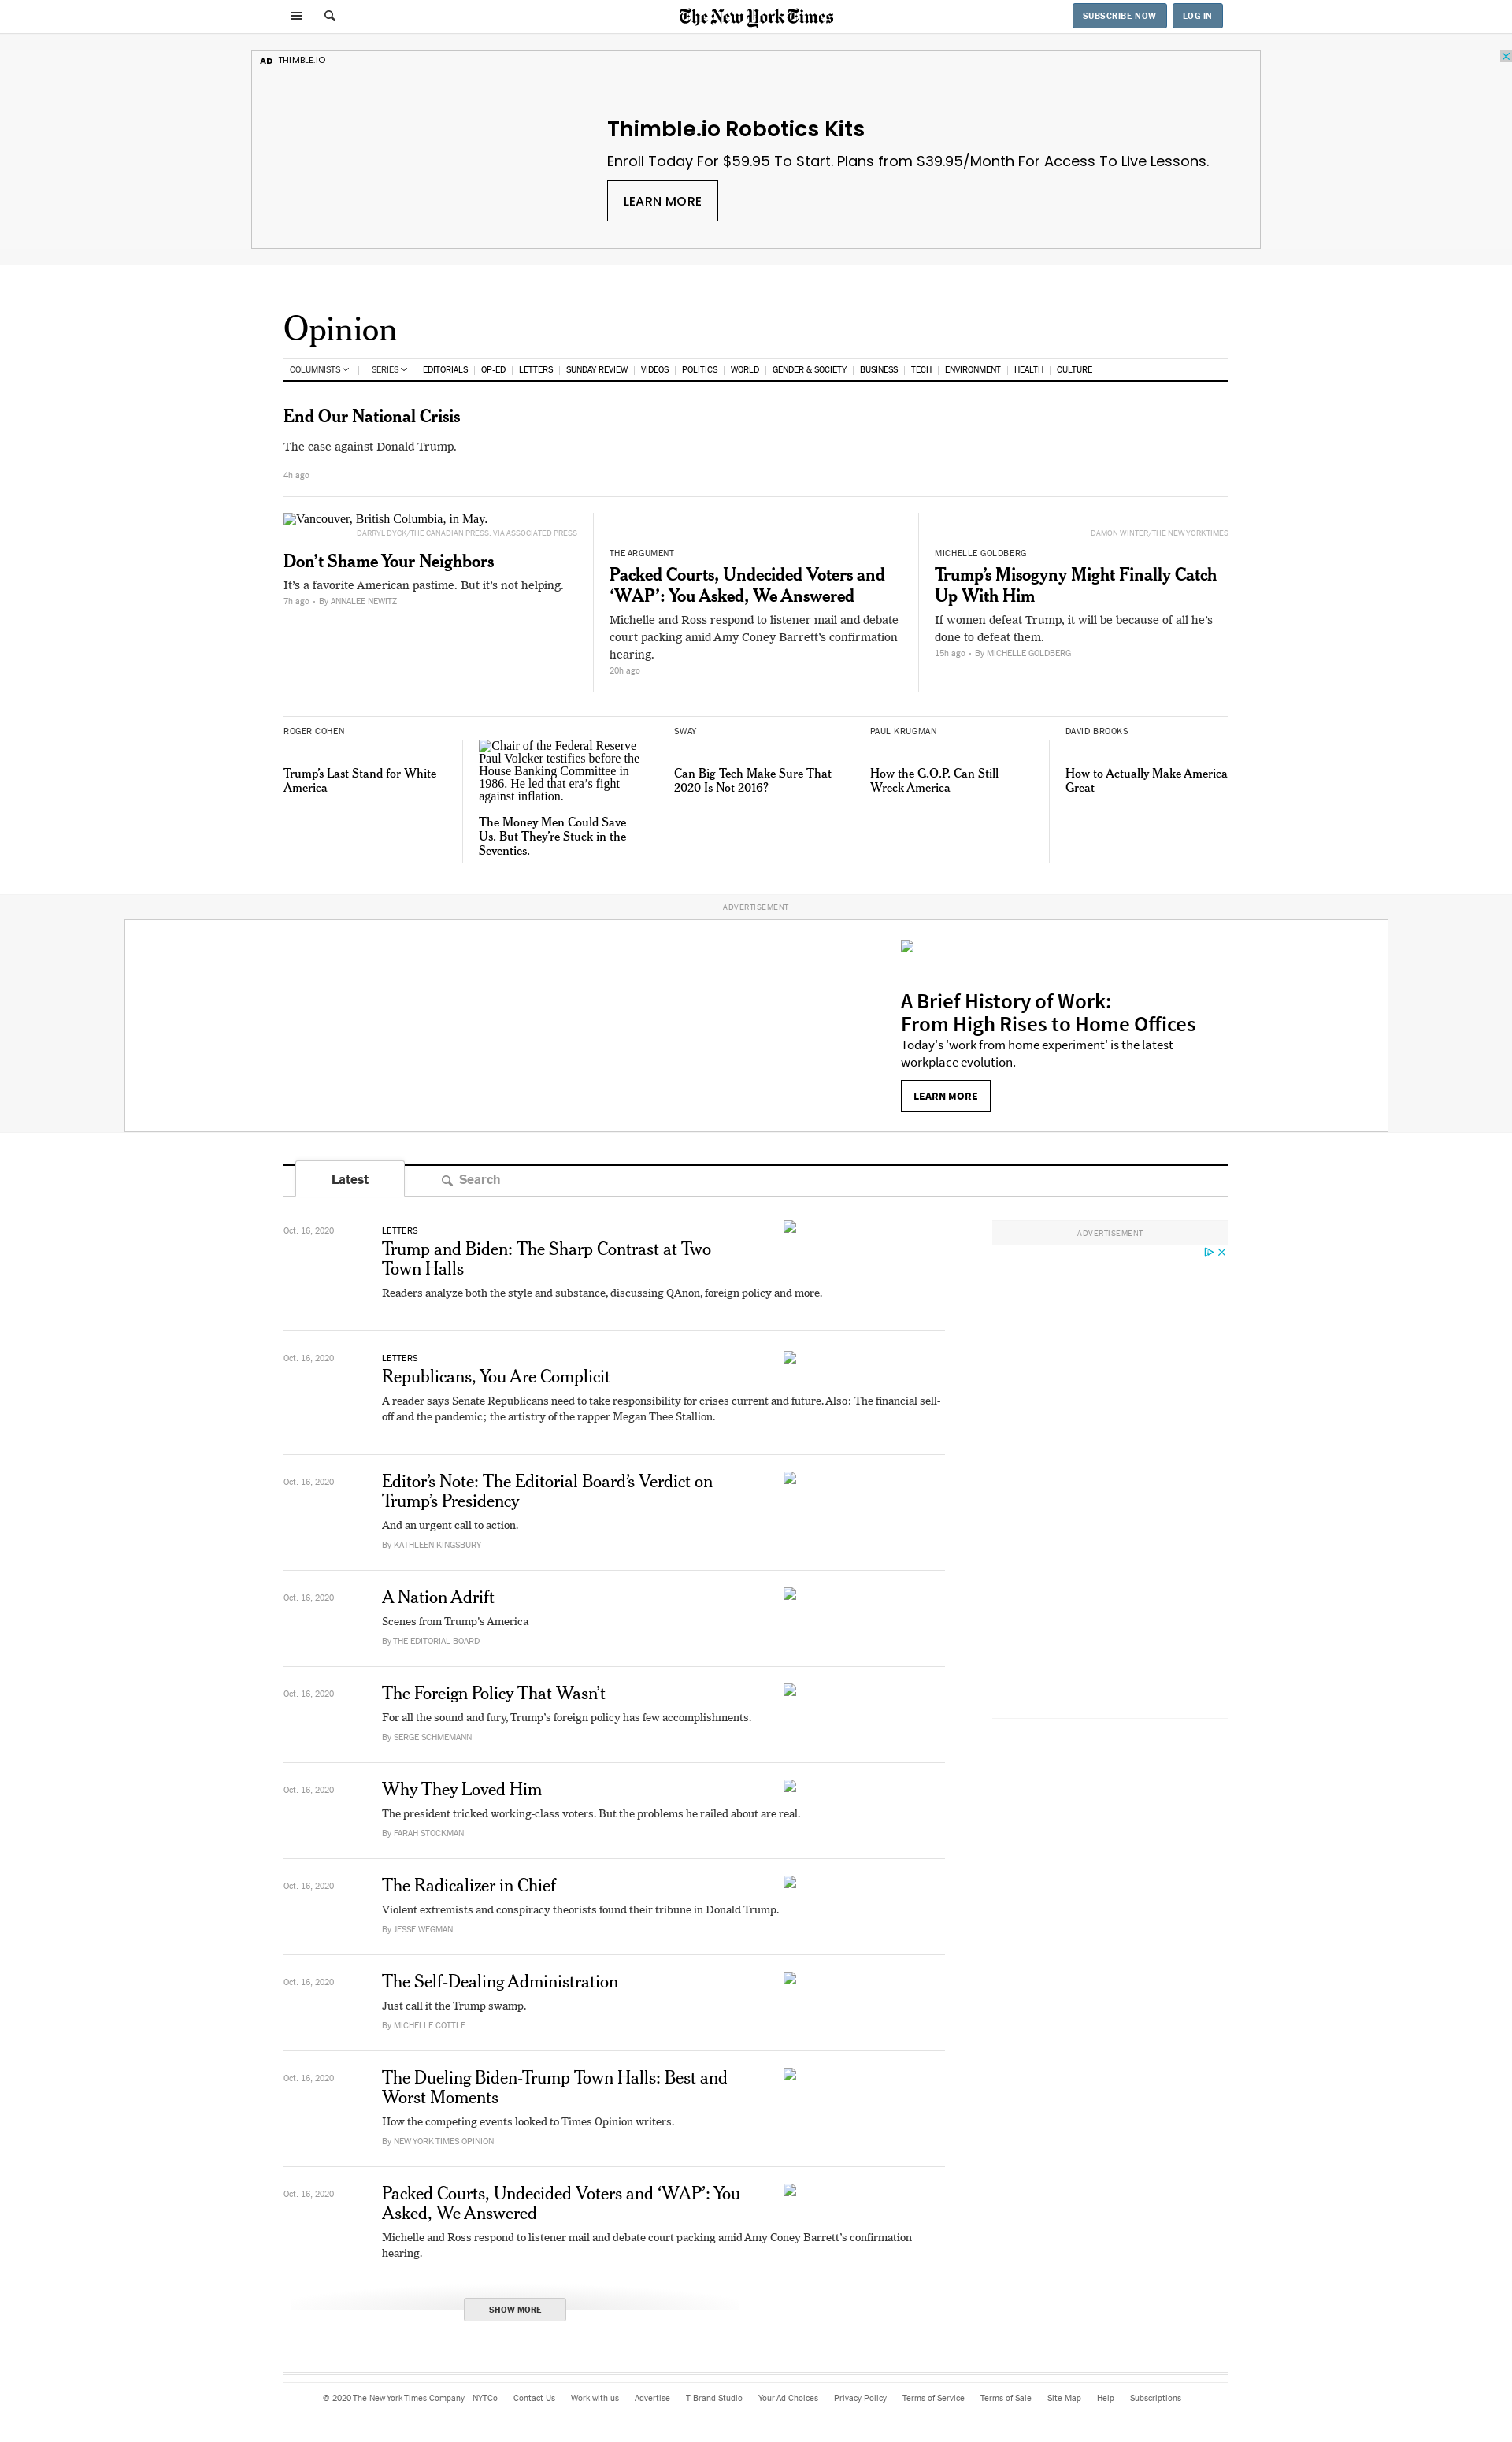 The New York Times
SUBSCRIBE NOW
LOG IN
AD THIMBLE.IO
Thimble.io Robotics Kits
Enroll Today For $59.95 To Start. Plans from $39.95/Month For Access To Live Lessons.
LEARN MORE
Opinion
COLUMNISTS | SERIES EDITORIALS | OP-ED | LETTERS | SUNDAY REVIEW | VIDEOS | POLITICS | WORLD | GENDER & SOCIETY | BUSINESS | TECH | ENVIRONMENT | HEALTH | CULTURE
End Our National Crisis
The case against Donald Trump.
4h ago
Vancouver, British Columbia, in May.
DARRYL DYCK/THE CANADIAN PRESS, VIA ASSOCIATED PRESS
Don’t Shame Your Neighbors
It’s a favorite American pastime. But it’s not helping.
7h ago • By ANNALEE NEWITZ
THE ARGUMENT
Packed Courts, Undecided Voters and
‘WAP’: You Asked, We Answered
Michelle and Ross respond to listener mail and debate
court packing amid Amy Coney Barrett’s confirmation
hearing.
20h ago
DAMON WINTER/THE NEW YORK TIMES
MICHELLE GOLDBERG
Trump’s Misogyny Might Finally Catch
Up With Him
If women defeat Trump, it will be because of all he’s
done to defeat them.
15h ago • By MICHELLE GOLDBERG
ROGER COHEN
Trump’s Last Stand for White
America
Chair of the Federal Reserve
Paul Volcker testifies before the
House Banking Committee in
1986. He led that era’s fight
against inflation.
The Money Men Could Save
Us. But They’re Stuck in the
Seventies.
SWAY
Can Big Tech Make Sure That
2020 Is Not 2016?
PAUL KRUGMAN
How the G.O.P. Can Still
Wreck America
DAVID BROOKS
How to Actually Make America
Great
ADVERTISEMENT
A Brief History of Work:
From High Rises to Home Offices
Today's 'work from home experiment' is the latest
workplace evolution.
LEARN MORE
Latest
Search
ADVERTISEMENT
Oct. 16, 2020
LETTERS
Trump and Biden: The Sharp Contrast at Two
Town Halls
Readers analyze both the style and substance, discussing QAnon, foreign policy and more.
Oct. 16, 2020
LETTERS
Republicans, You Are Complicit
A reader says Senate Republicans need to take responsibility for crises current and future. Also: The financial sell-
off and the pandemic; the artistry of the rapper Megan Thee Stallion.
Oct. 16, 2020
Editor’s Note: The Editorial Board’s Verdict on
Trump’s Presidency
And an urgent call to action.
By KATHLEEN KINGSBURY
Oct. 16, 2020
A Nation Adrift
Scenes from Trump’s America
By THE EDITORIAL BOARD
Oct. 16, 2020
The Foreign Policy That Wasn’t
For all the sound and fury, Trump’s foreign policy has few accomplishments.
By SERGE SCHMEMANN
Oct. 16, 2020
Why They Loved Him
The president tricked working-class voters. But the problems he railed about are real.
By FARAH STOCKMAN
Oct. 16, 2020
The Radicalizer in Chief
Violent extremists and conspiracy theorists found their tribune in Donald Trump.
By JESSE WEGMAN
Oct. 16, 2020
The Self-Dealing Administration
Just call it the Trump swamp.
By MICHELLE COTTLE
Oct. 16, 2020
The Dueling Biden-Trump Town Halls: Best and
Worst Moments
How the competing events looked to Times Opinion writers.
By NEW YORK TIMES OPINION
Oct. 16, 2020
Packed Courts, Undecided Voters and ‘WAP’: You
Asked, We Answered
Michelle and Ross respond to listener mail and debate court packing amid Amy Coney Barrett’s confirmation
hearing.
SHOW MORE
© 2020 The New York Times Company NYTCo Contact Us Work with us Advertise T Brand Studio Your Ad Choices Privacy Policy Terms of Service Terms of Sale Site Map Help Subscriptions